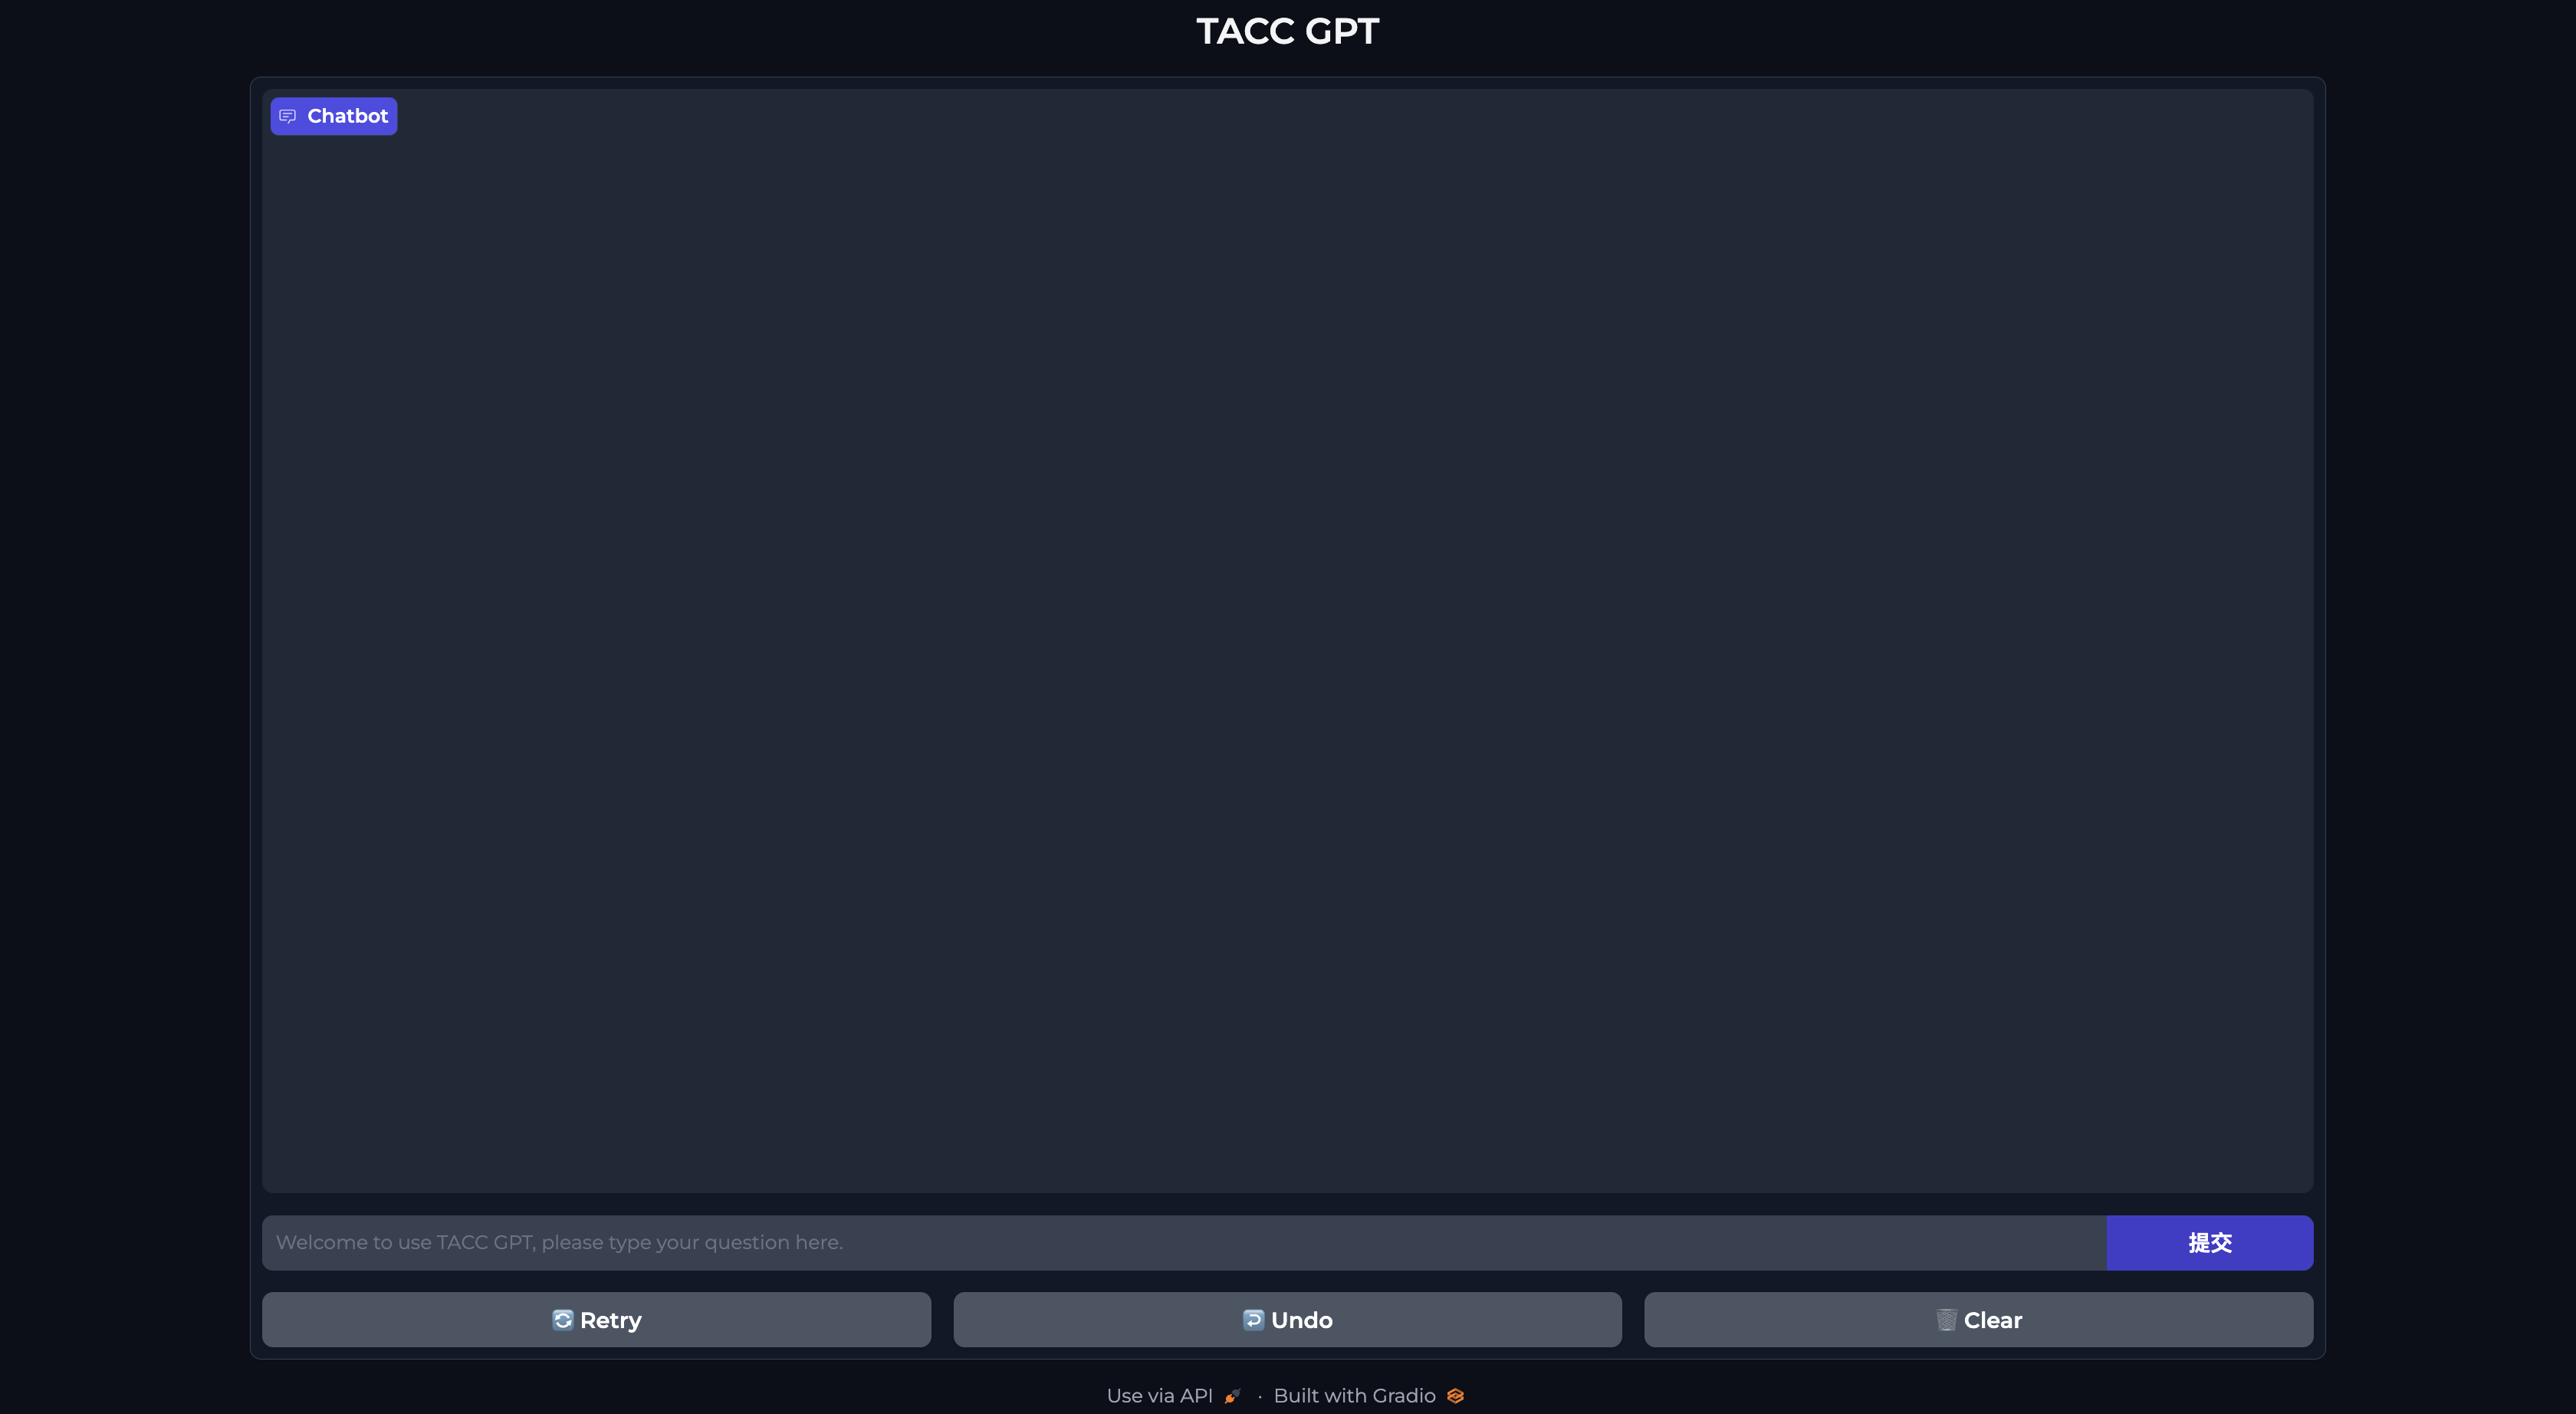 TACC GPT
Chatbot
Welcome to use TACC GPT, please type your question here.
提交
Retry
Undo
Clear
Use via API · Built with Gradio